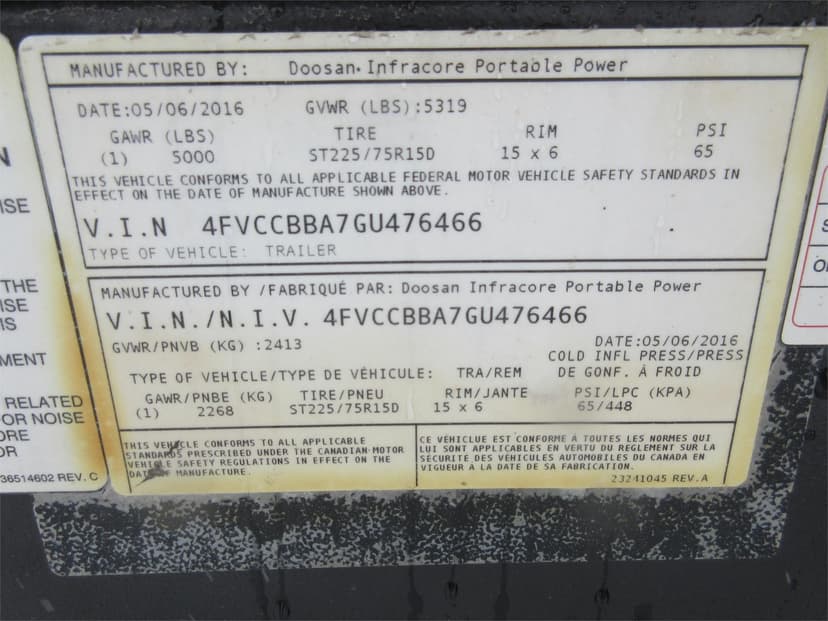 MANUFACTURED BY: Doosan Infracore Portable Power
DATE:05/06/2016 GVWR (LBS):5319
GAWR (LBS) TIRE RIM PSI
(1) 5000 ST225/75R15D 15 x 6 65
THIS VEHICLE CONFORMS TO ALL APPLICABLE FEDERAL MOTOR VEHICLE SAFETY STANDARDS IN
EFFECT ON THE DATE OF MANUFACTURE SHOWN ABOVE.
V.I.N 4FVCCBBA7GU476466
TYPE OF VEHICLE: TRAILER
MANUFACTURED BY /FABRIQUÉ PAR: Doosan Infracore Portable Power
V.I.N./N.I.V. 4FVCCBBA7GU476466
GVWR/PNVB (KG) :2413 DATE:05/06/2016
COLD INFL PRESS/PRESS
TYPE OF VEHICLE/TYPE DE VÉHICULE: TRA/REM DE GONF. À FROID
GAWR/PNBE (KG) TIRE/PNEU RIM/JANTE PSI/LPC (KPA)
(1) 2268 ST225/75R15D 15 x 6 65/448
THIS VEHICLE CONFORMS TO ALL APPLICABLE
STANDARDS PRESCRIBED UNDER THE CANADIAN MOTOR
VEHICLE SAFETY REGULATIONS IN EFFECT ON THE
DATE OF MANUFACTURE.
CE VÉHICLUE EST CONFORME À TOUTES LES NORMES QUI
LUI SONT APPLICABLES EN VERTU DU REGLEMENT SUR LA
SÉCURITÉ DES VÉHICULES AUTOMOBILES DU CANADA EN
VIGUEUR À LA DATE DE SA FABRICATION.
23241045 REV.A
THE
MENT
RELATED
OR NOISE
36514602 REV. C